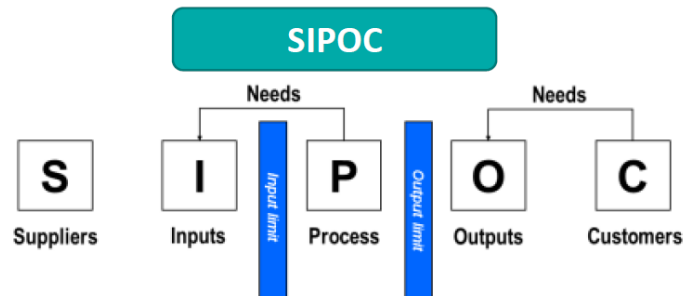 SIPOC
Needs
Needs
S
I
P
O
C
Input limit
Output limit
Suppliers
Inputs
Process
Outputs
Customers